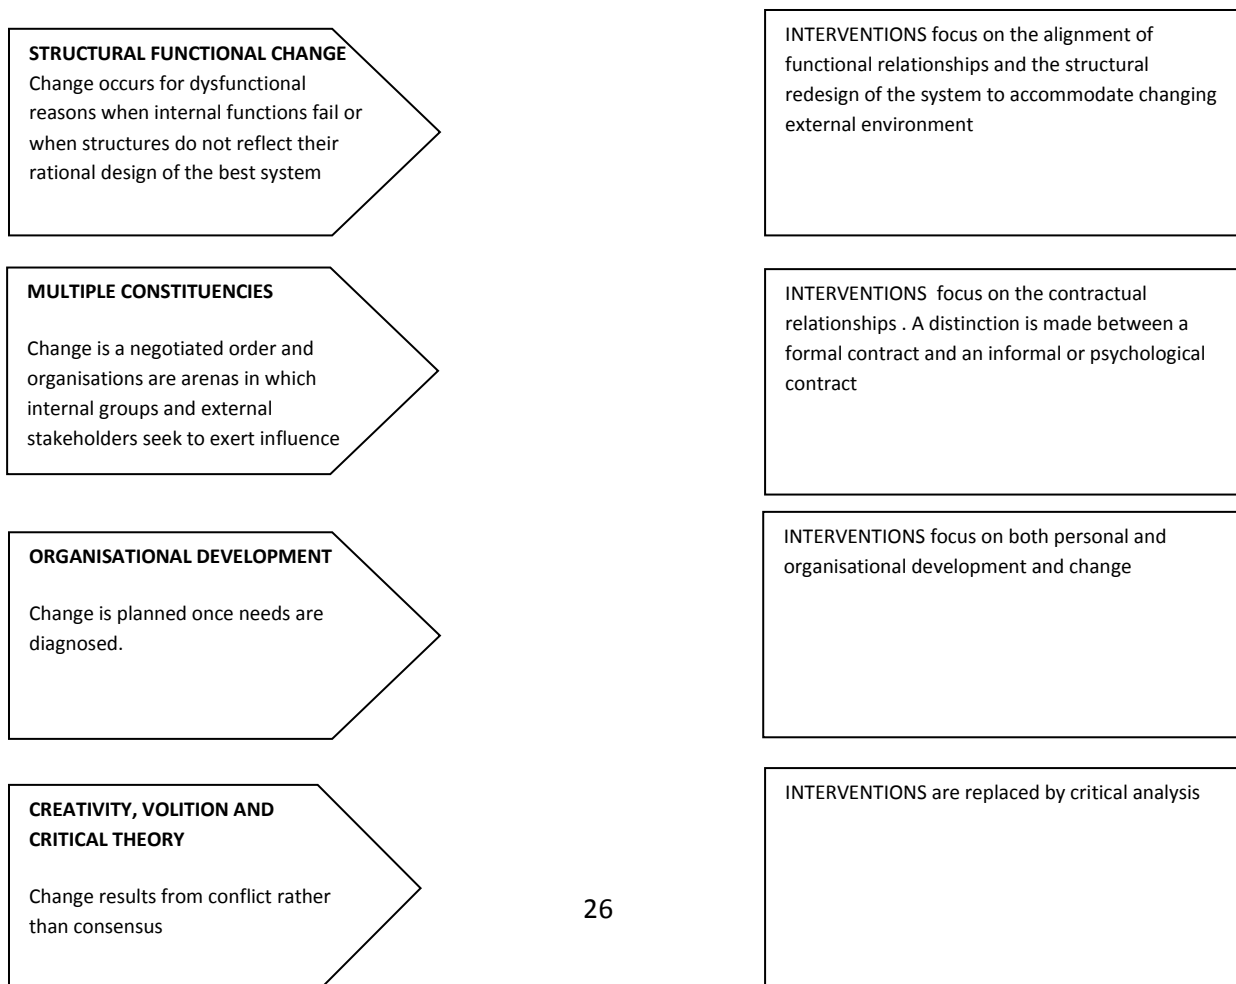 STRUCTURAL FUNCTIONAL CHANGE
Change occurs for dysfunctional
reasons when internal functions fail or
when structures do not reflect their
rational design of the best system
INTERVENTIONS focus on the alignment of
functional relationships and the structural
redesign of the system to accommodate changing
external environment
MULTIPLE CONSTITUENCIES
Change is a negotiated order and
organisations are arenas in which
internal groups and external
stakeholders seek to exert influence
INTERVENTIONS  focus on the contractual
relationships . A distinction is made between a
formal contract and an informal or psychological
contract
ORGANISATIONAL DEVELOPMENT
Change is planned once needs are
diagnosed.
INTERVENTIONS focus on both personal and
organisational development and change
CREATIVITY, VOLITION AND
CRITICAL THEORY
Change results from conflict rather
than consensus
INTERVENTIONS are replaced by critical analysis
26